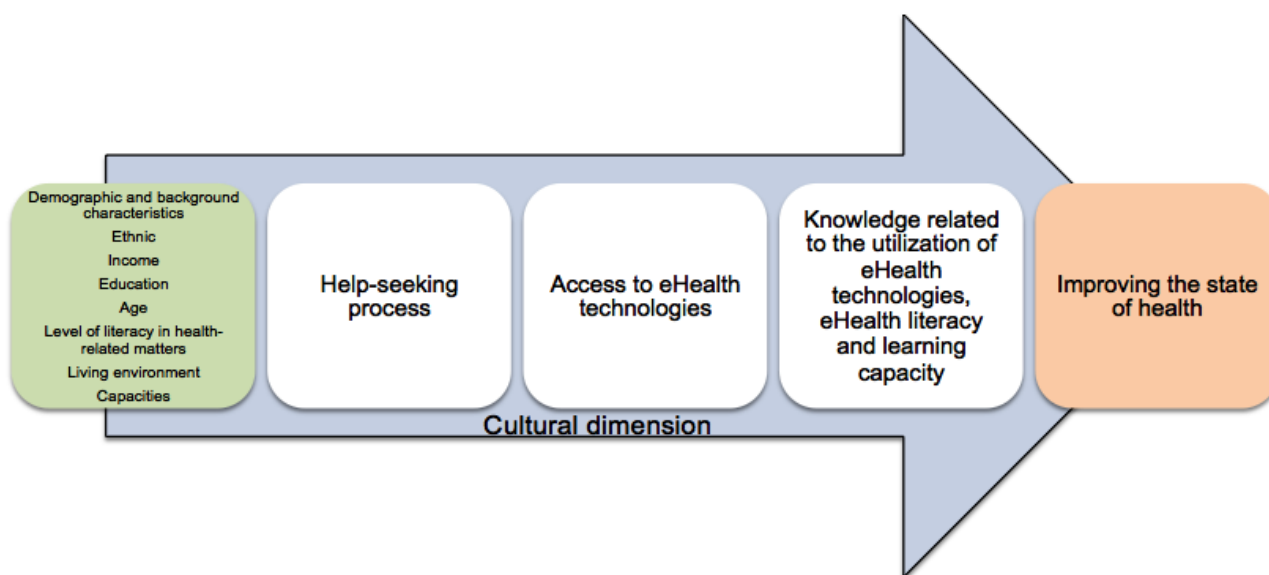 Demographic and background
characteristics
Ethnic
Income
Education
Age
Level of literacy in health-
related matters
Living environment
Capacities
Help-seeking
process
Access to eHealth
technologies
Knowledge related
to the utilization of
eHealth
technologies,
eHealth literacy
and learning
capacity
Improving the state
of health
Cultural dimension